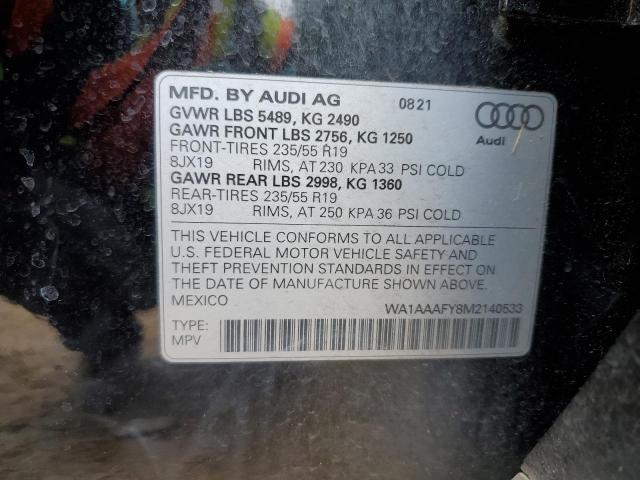 MFD. BY AUDI AG 0821
GVWR LBS 5489, KG 2490
GAWR FRONT LBS 2756, KG 1250
FRONT-TIRES 235/55 R19
8JX19 RIMS, AT 230 KPA 33 PSI COLD
GAWR REAR LBS 2998, KG 1360
REAR-TIRES 235/55 R19
8JX19 RIMS, AT 250 KPA 36 PSI COLD
Audi
THIS VEHICLE CONFORMS TO ALL APPLICABLE
U.S. FEDERAL MOTOR VEHICLE SAFETY AND
THEFT PREVENTION STANDARDS IN EFFECT ON
THE DATE OF MANUFACTURE SHOWN ABOVE.
MEXICO WA1AAAFY8M2140533
TYPE:
MPV